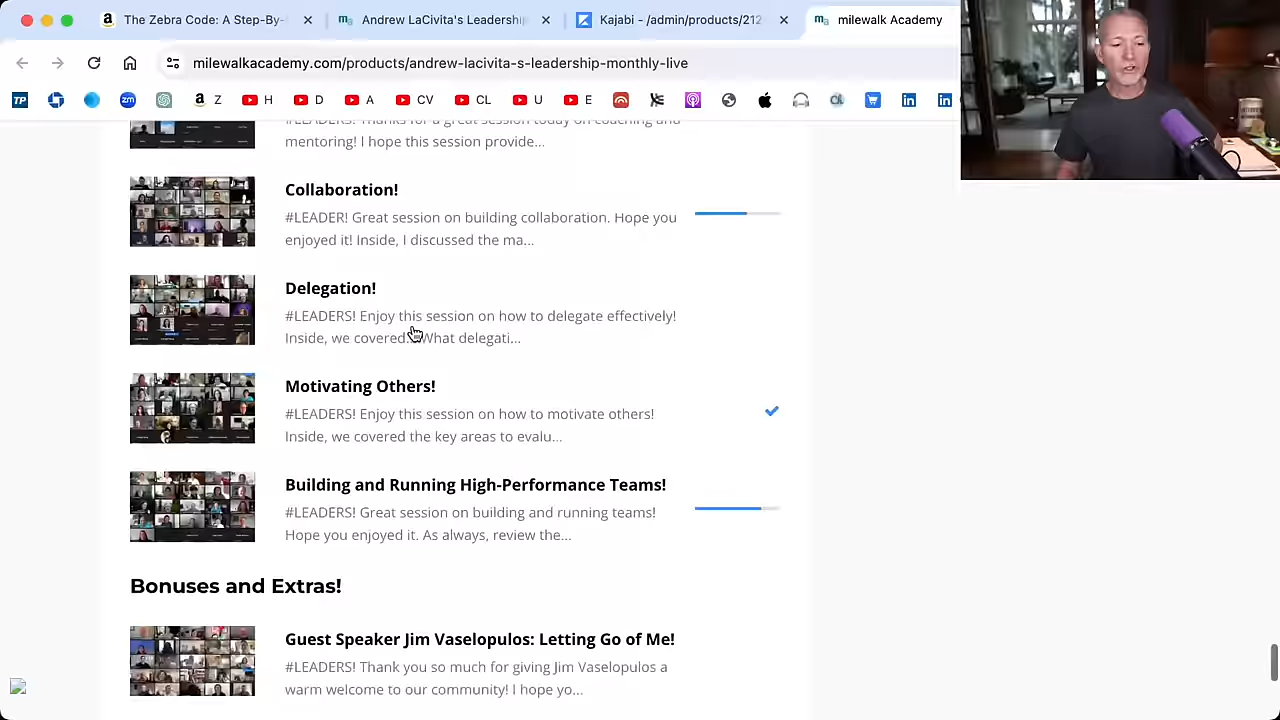 The Zebra Code: A Step-By-
Andrew LaCivita's Leadershi
Kajabi - /admin/products/212
milewalk Academy
milewalkacademy.com/products/andrew-lacivita-s-leadership-monthly-live
TP
zm
Z
H
D
A
CV
CL
U
E
#LEADERS! Thanks for a great session today on coaching and
mentoring! I hope this session provide...
Collaboration!
#LEADER! Great session on building collaboration. Hope you
enjoyed it! Inside, I discussed the ma...
Delegation!
#LEADERS! Enjoy this session on how to delegate effectively!
Inside, we covered why delegati...
Motivating Others!
#LEADERS! Enjoy this session on how to motivate others!
Inside, we covered the key areas to evalu...
Building and Running High-Performance Teams!
#LEADERS! Great session building and running teams!
Hope you enjoyed it! As always, review the...
Bonuses and Extras!
Guest Speaker Jim Vaselopulos: Letting Go of Me!
#LEADERS! Thank you so much for giving Jim Vaselopulos a
warm welcome to our community! I hope yo...